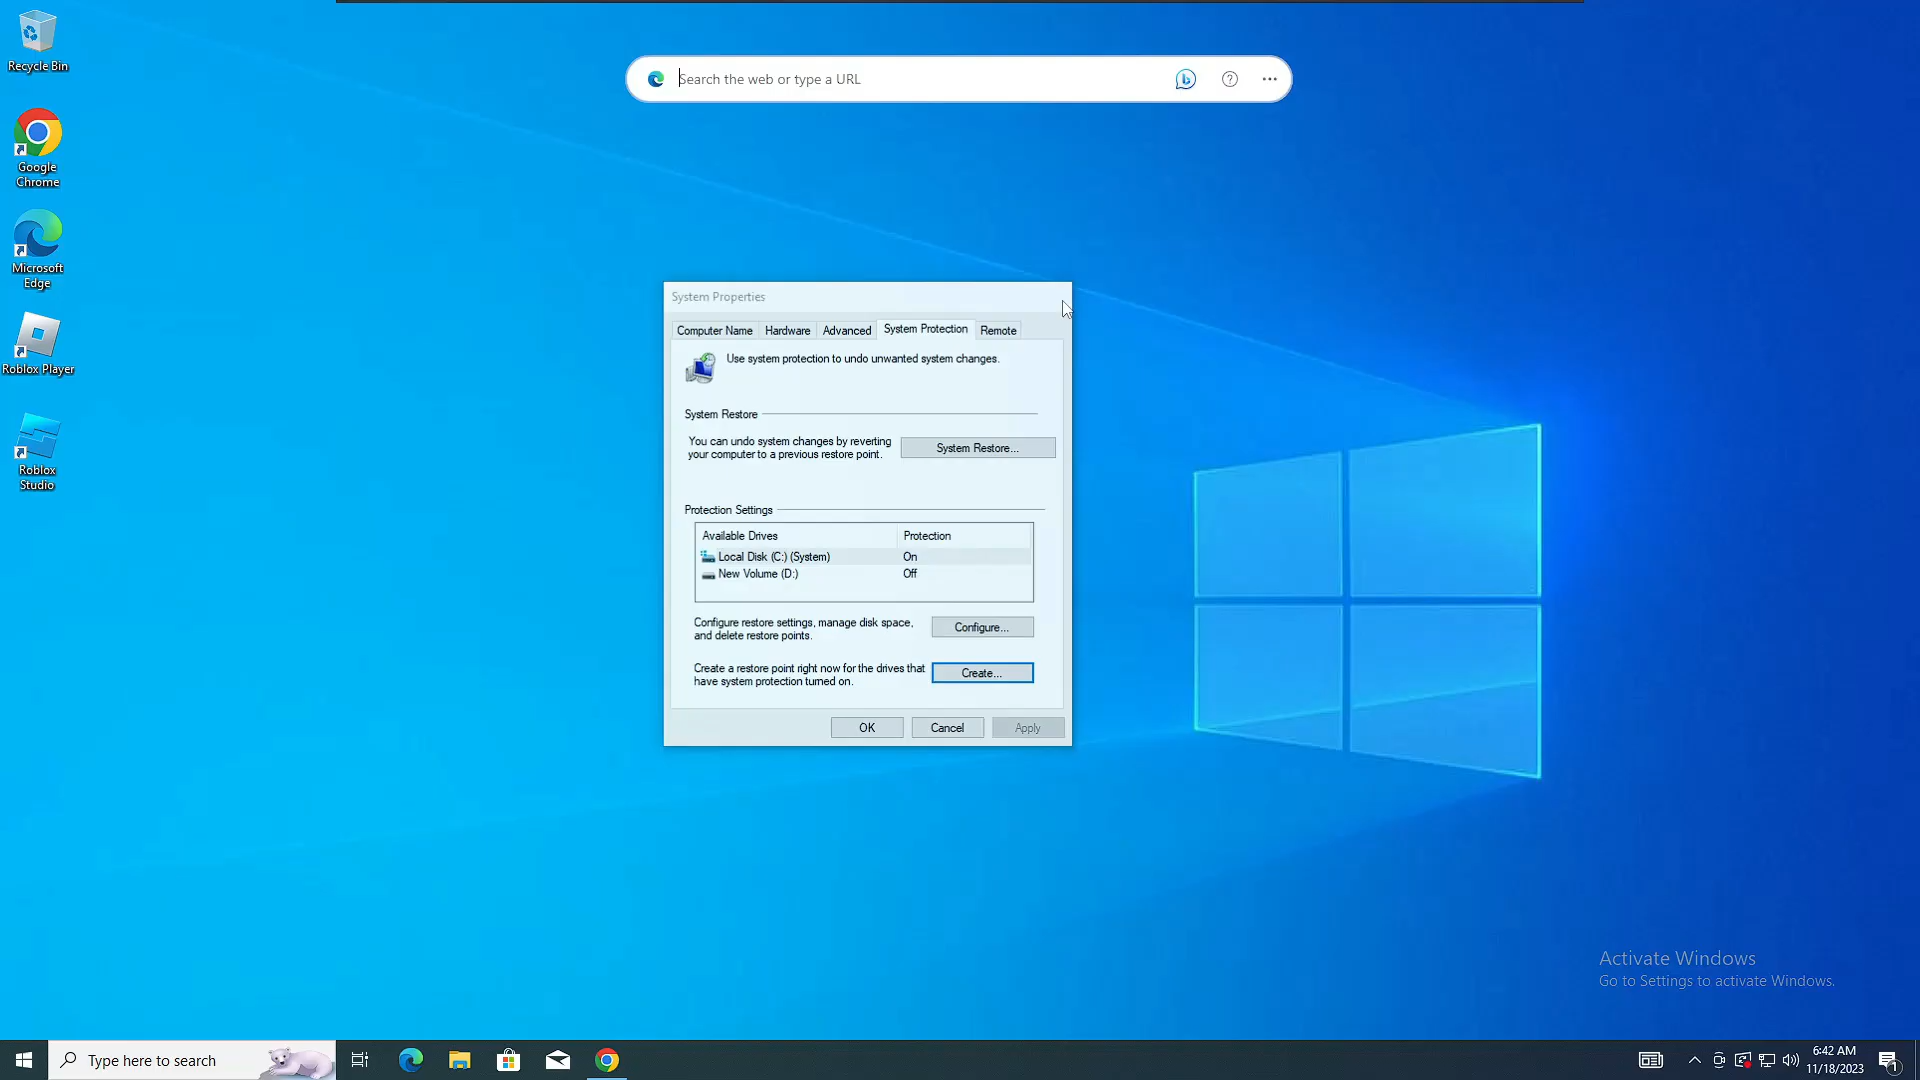 Recycle Bin
Google
Chrome
Microsoft
Edge
Roblox Player
Roblox
Studio
Search the web or type a URL
System Properties
Computer Name
Hardware
Advanced
System Protection
Remote
Use system protection to undo unwanted system changes.
System Restore
You can undo system changes by reverting
your computer to a previous restore point.
System Restore...
Protection Settings
Available Drives
Protection
Local Disk (C:) (System)
On
New Volume (D:)
Off
Configure restore settings, manage disk space,
and delete restore points.
Configure...
Create a restore point right now for the drives that
have system protection turned on.
Create...
OK
Cancel
Apply
Activate Windows
Go to Settings to activate Windows.
Type here to search
6:42 AM
11/18/2023
1